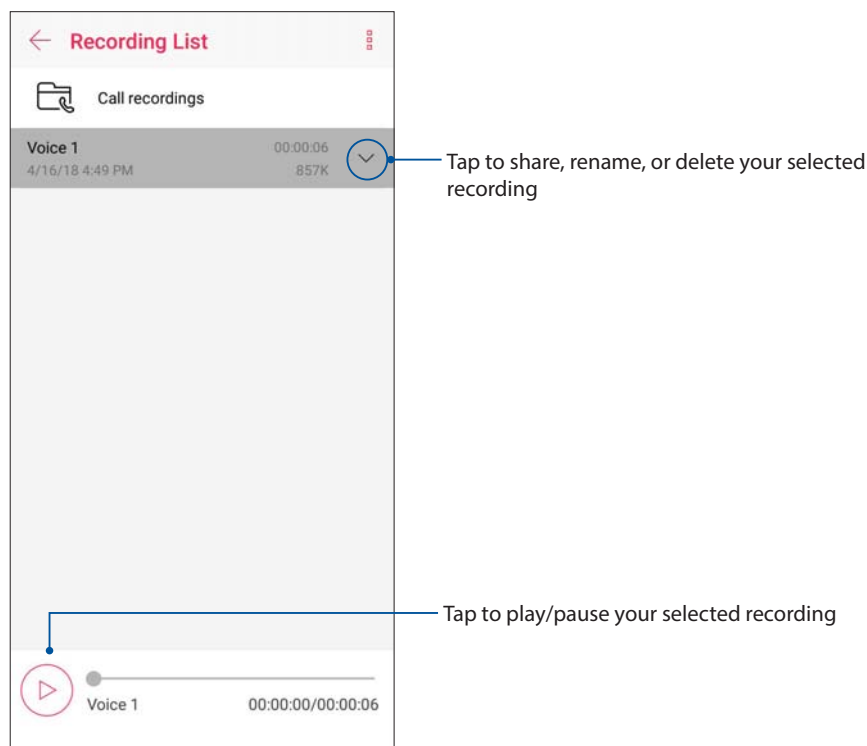 Recording List
Call recordings
Voice 1 00:00:06
4/16/18 4:49 PM 857K
Tap to share, rename, or delete your selected
recording
Tap to play/pause your selected recording
Voice 1 00:00:00/00:00:06